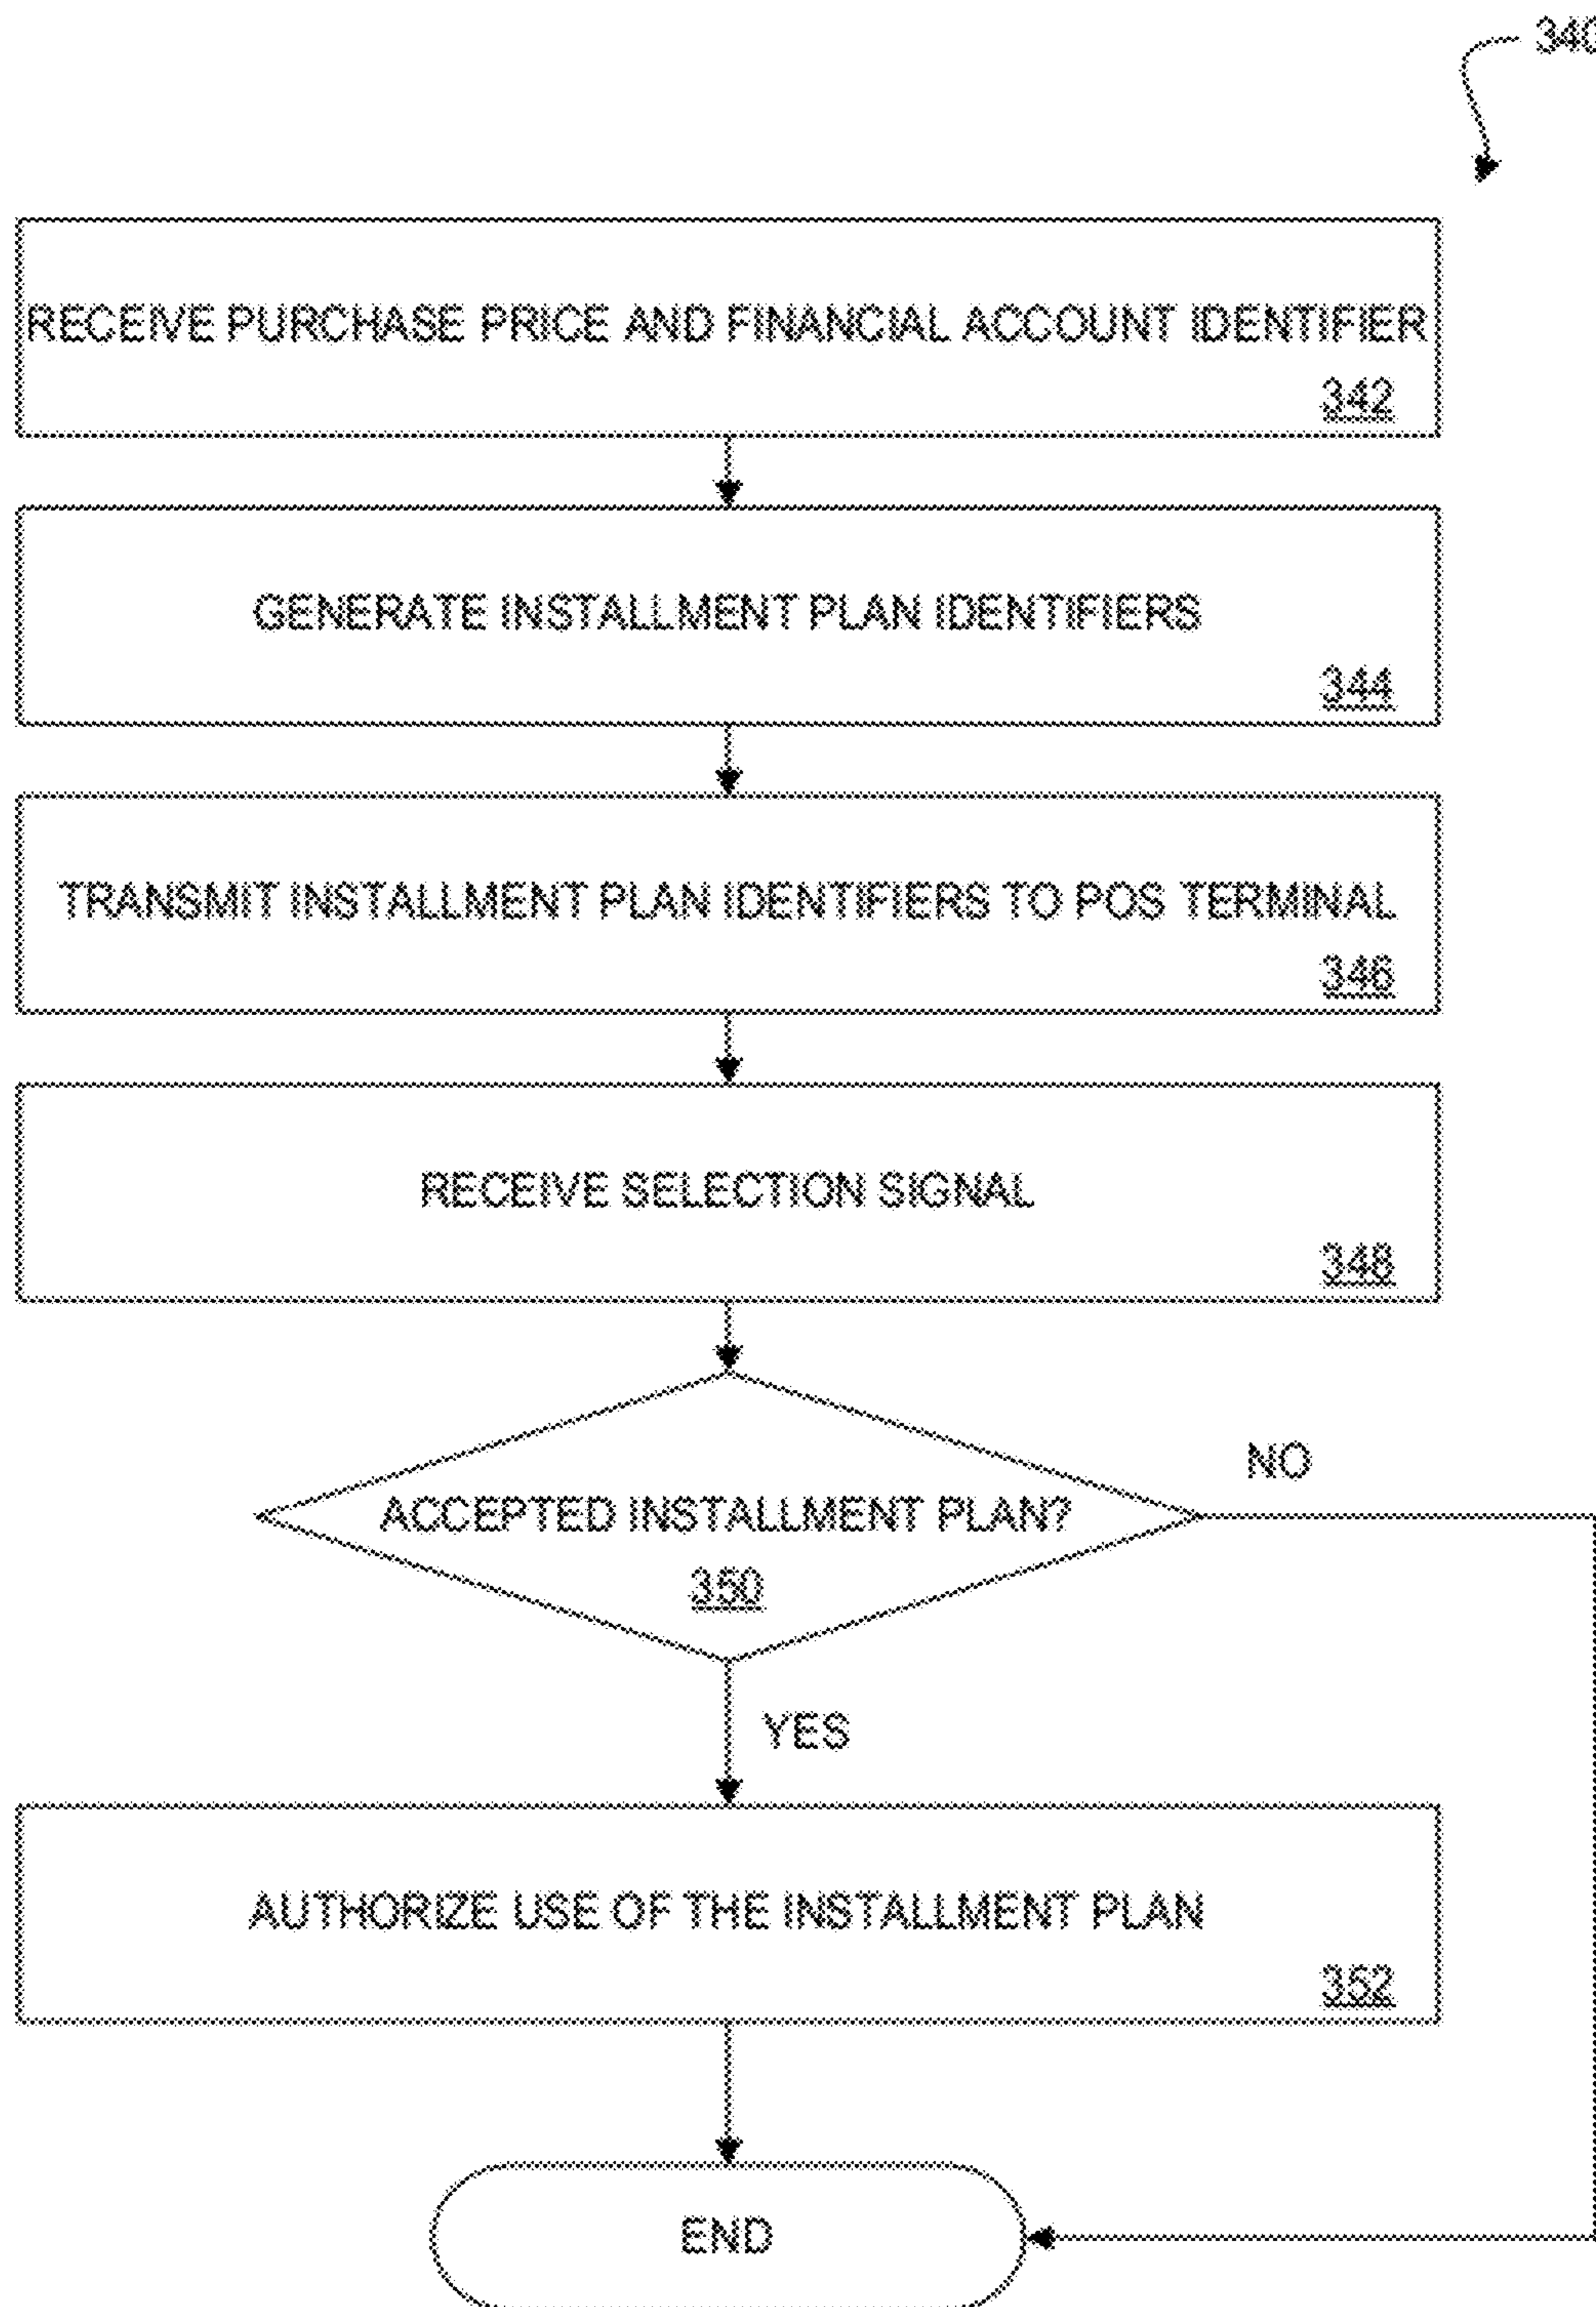 340
RECEIVE PURCHASE PRICE AND FINANCIAL ACCOUNT IDENTIFIER
342
GENERATE INSTALLMENT PLAN IDENTIFIERS
344
TRANSMIT INSTALLMENT PLAN IDENTIFIERS TO POS TERMINAL
346
RECEIVE SELECTION SIGNAL
348
NO
ACCEPTED INSTALLMENT PLAN?
350
YES
AUTHORIZE USE OF THE INSTALLMENT PLAN
352
END